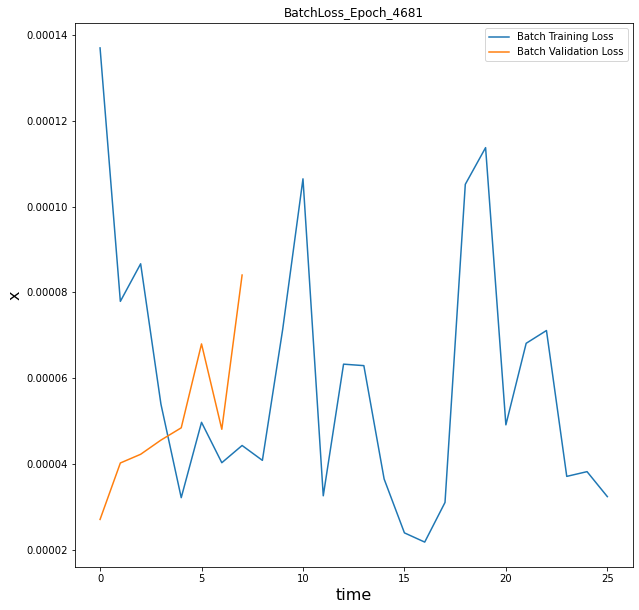 BatchLoss_Epoch_4681
Batch Training Loss
Batch Validation Loss
0.00014
0.00012
0.00010
0.00008
0.00006
0.00004
0.00002
x
0 5 10 15 20 25
time